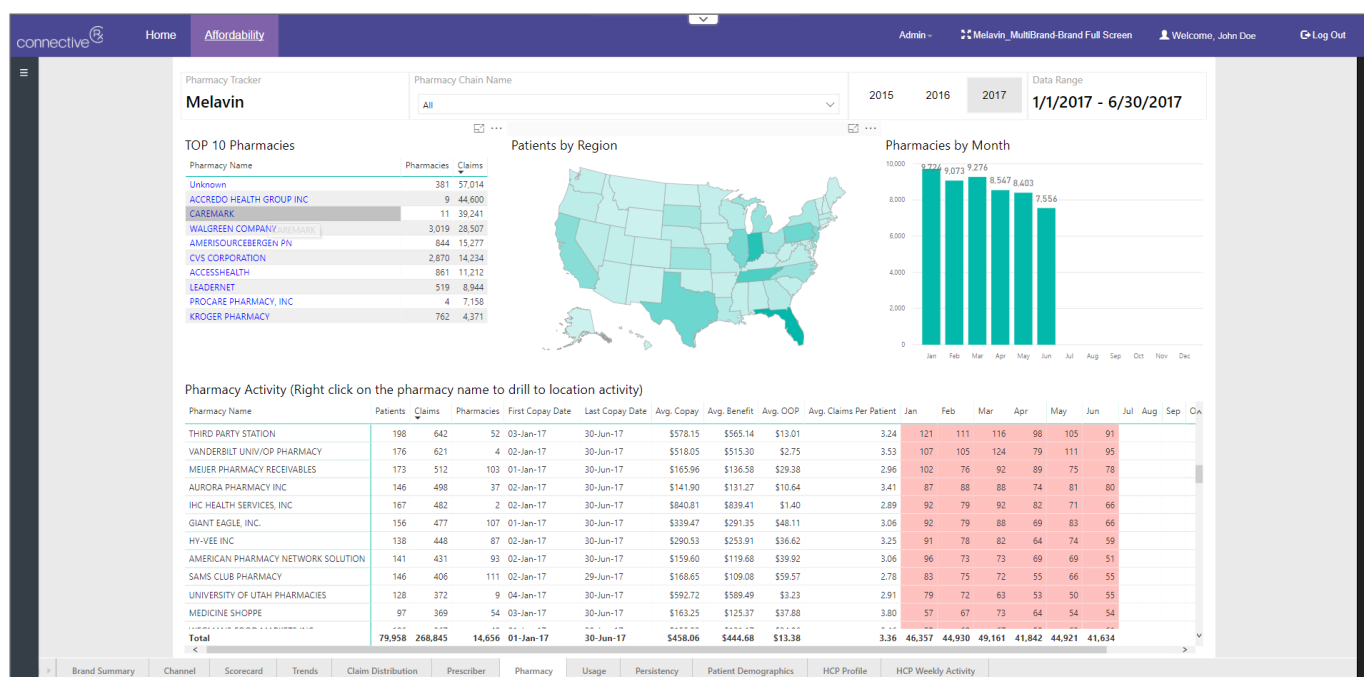 connective Rx Home Affordability Admin Melavin_MultiBrand-Brand Full Screen Welcome, John Doe Log Out
Pharmacy Tracker Pharmacy Chain Name Data Range
Melavin All 2015 2016 2017 1/1/2017 - 6/30/2017
TOP 10 Pharmacies
Pharmacy Name Pharmacies Claims
Unknown 381 57,014
ACCREDO HEALTH GROUP INC 9 44,600
CAREMARK 11 39,241
WALGREEN COMPANY 3,019 28,507
CAREMARK
AMERISOURCEBERGEN PN 844 15,277
CVS CORPORATION 2,870 14,234
ACCESSHEALTH 861 11,212
LEADERNET 519 8,944
PROCARE PHARMACY, INC 4 7,158
KROGER PHARMACY 762 4,371
Patients by Region
Pharmacies by Month
10,000
8,000
6,000
4,000
2,000
0
9,724 9,073 9,276 8,547 8,403 7,556
Jan Feb Mar Apr May Jun Jul Aug Sep Oct Nov Dec
Pharmacy Activity (Right click on the pharmacy name to drill to location activity)
Pharmacy Name Patients Claims Pharmacies First Copay Date Last Copay Date Avg. Copay Avg. Benefit Avg. OOP Avg. Claims Per Patient Jan Feb Mar Apr May Jun Jul Aug Sep
THIRD PARTY STATION 198 642 52 03-Jan-17 30-Jun-17 $578.15 $565.14 $13.01 3.24 121 111 116 98 105 91
VANDERBILT UNIV/OP PHARMACY 176 621 4 02-Jan-17 30-Jun-17 $518.05 $515.30 $2.75 3.53 107 105 124 79 111 95
MEIJER PHARMACY RECEIVABLES 173 512 103 01-Jan-17 30-Jun-17 $165.96 $136.58 $29.38 2.96 102 76 92 89 75 78
AURORA PHARMACY INC 146 498 37 02-Jan-17 30-Jun-17 $141.90 $131.27 $10.64 3.41 87 88 88 74 81 80
IHC HEALTH SERVICES, INC 167 482 2 02-Jan-17 30-Jun-17 $840.81 $839.41 $1.40 2.89 92 79 92 82 71 66
GIANT EAGLE, INC. 156 477 107 01-Jan-17 30-Jun-17 $339.47 $291.35 $48.11 3.06 92 79 88 69 83 66
HY-VEE INC 138 448 87 02-Jan-17 30-Jun-17 $290.53 $253.91 $36.62 3.25 91 78 82 64 74 59
AMERICAN PHARMACY NETWORK SOLUTION 141 431 93 02-Jan-17 30-Jun-17 $159.60 $119.68 $39.92 3.06 96 73 73 69 69 51
SAMS CLUB PHARMACY 146 406 111 02-Jan-17 29-Jun-17 $168.65 $109.08 $59.57 2.78 83 75 72 55 66 55
UNIVERSITY OF UTAH PHARMACIES 128 372 9 04-Jan-17 30-Jun-17 $592.72 $589.49 $3.23 2.91 79 72 63 53 50 55
MEDICINE SHOPPE 97 369 54 03-Jan-17 30-Jun-17 $163.25 $125.37 $37.88 3.80 57 67 73 64 54 54
Total 79,958 268,845 14,656 01-Jan-17 30-Jun-17 $458.06 $444.68 $13.38 3.36 46,357 44,930 49,161 41,842 44,921 41,634
Brand Summary Channel Scorecard Trends Claim Distribution Prescriber Pharmacy Usage Persistency Patient Demographics HCP Profile HCP Weekly Activity